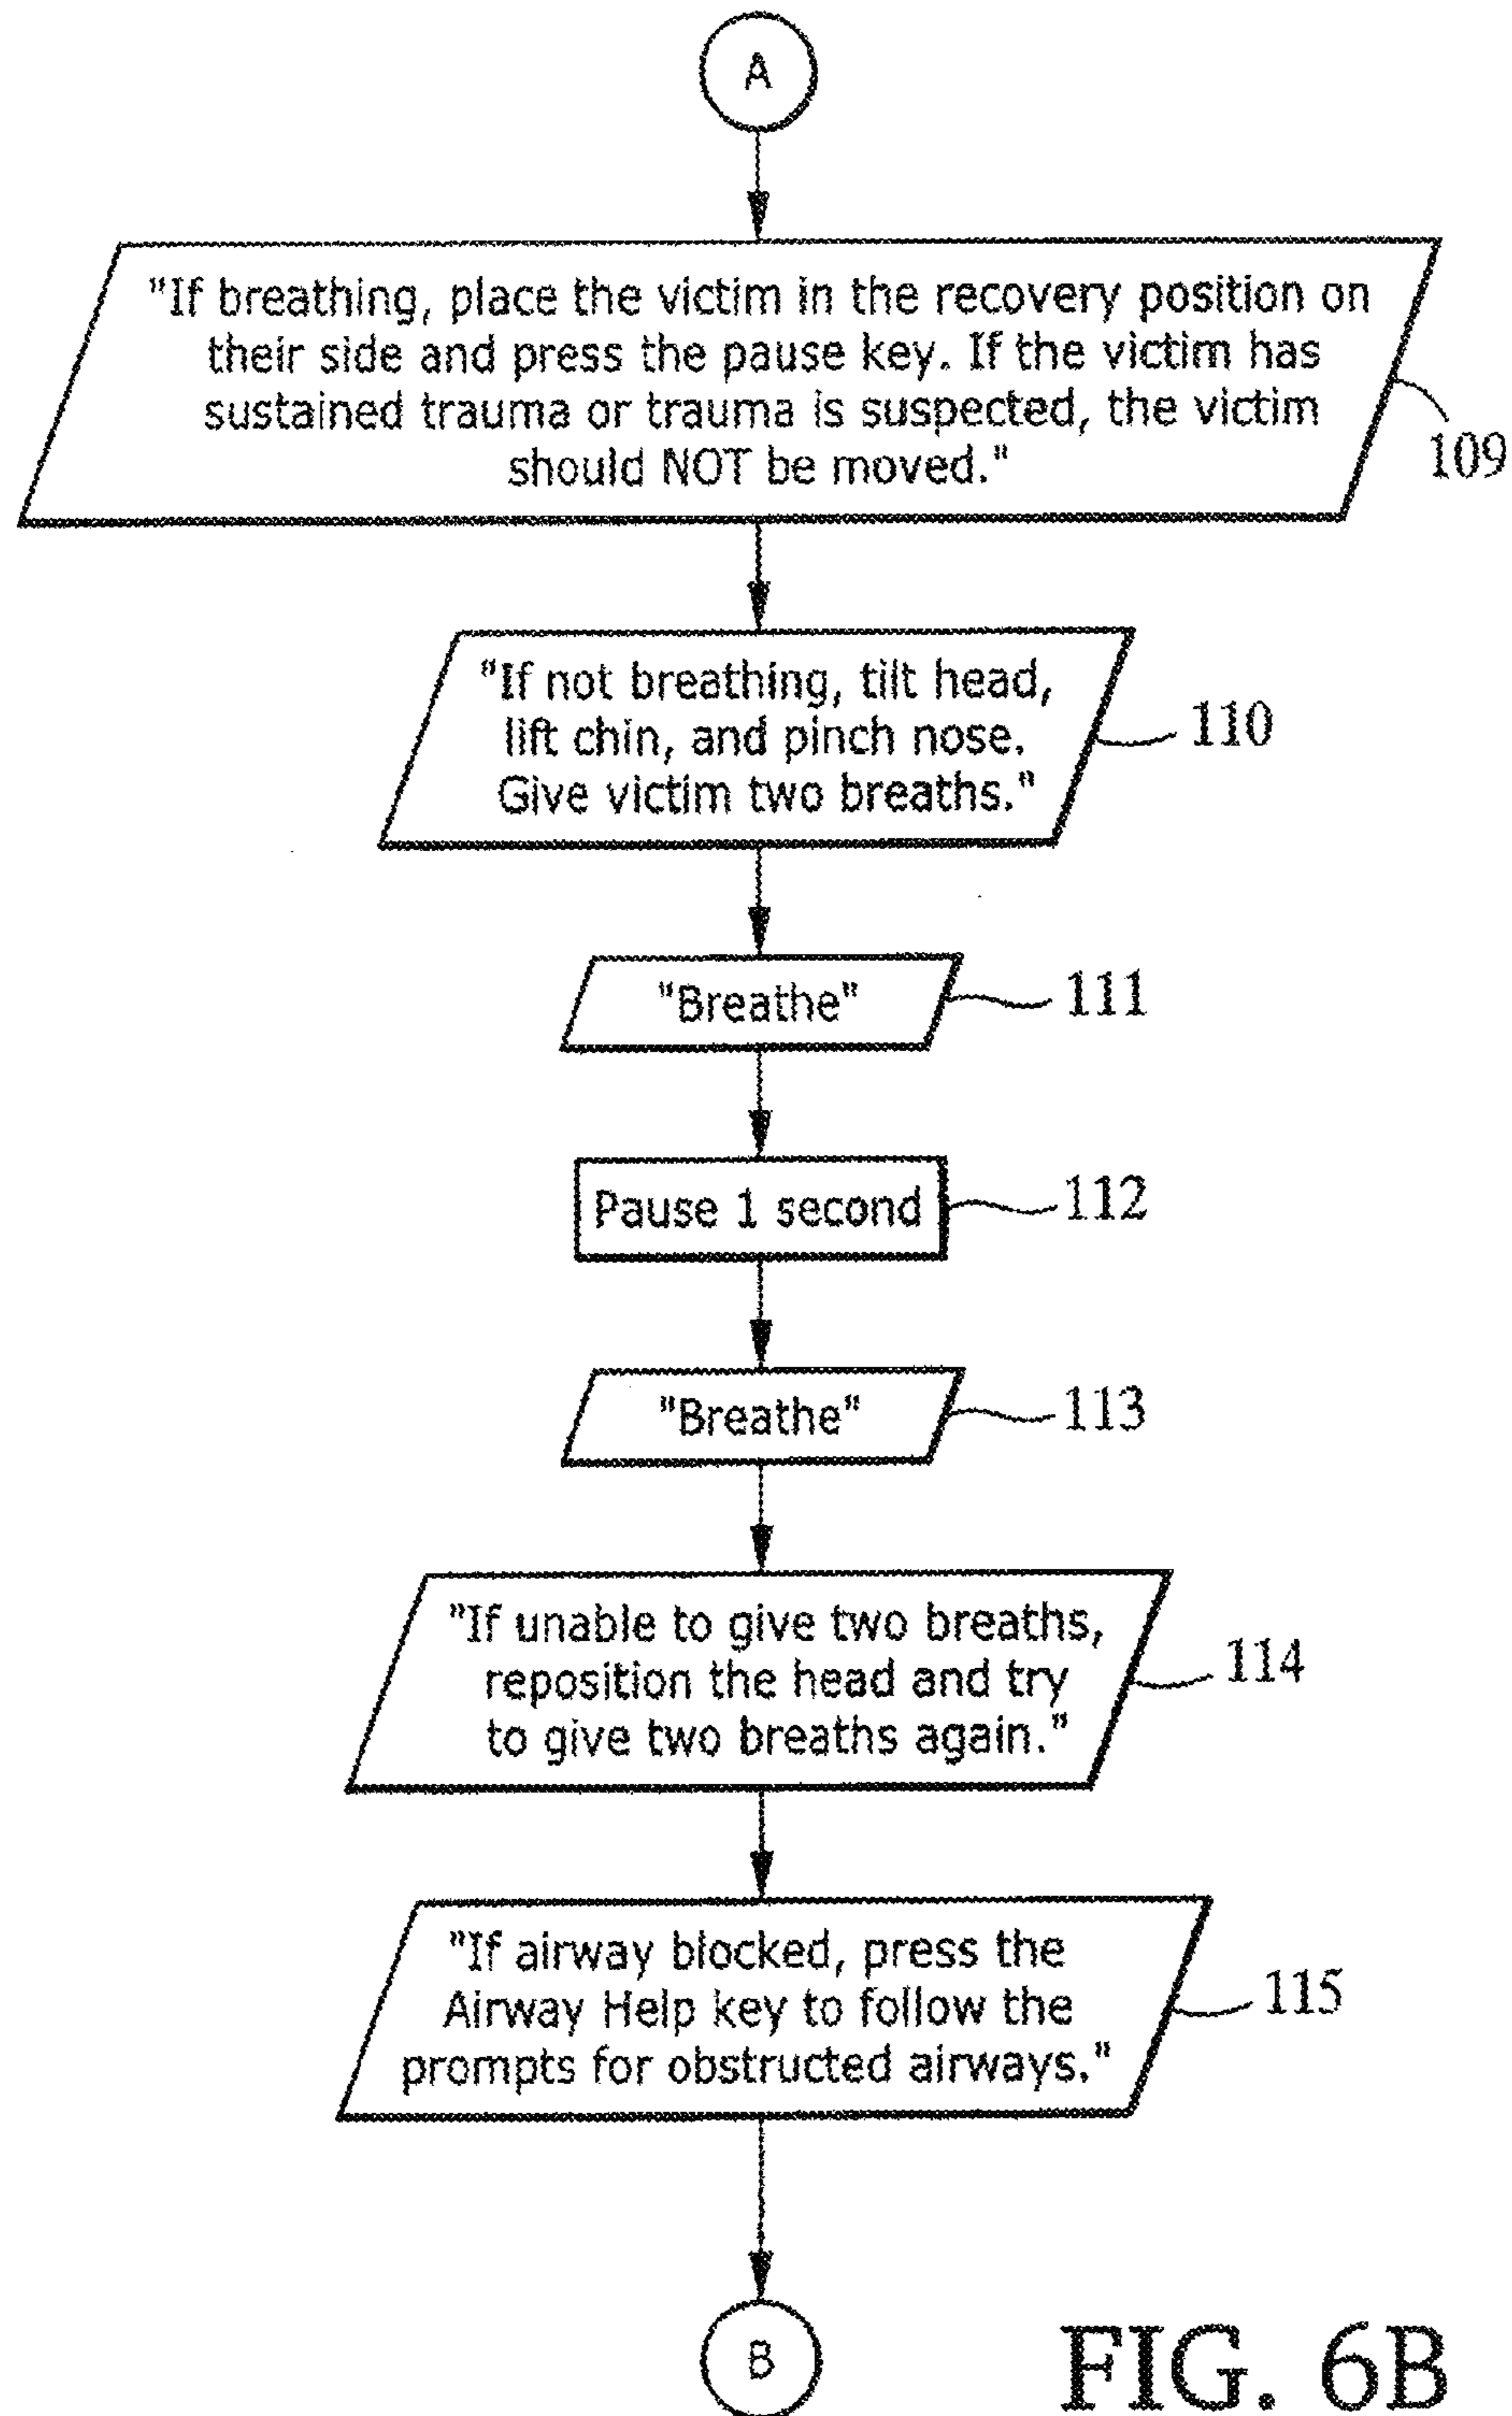 A
"If breathing, place the victim in the recovery position on
their side and press the pause key. If the victim has
sustained trauma or trauma is suspected, the victim
should NOT be moved."
109
"If not breathing, tilt head,
lift chin, and pinch nose.
Give victim two breaths."
110
"Breathe"
111
Pause 1 second
112
"Breathe"
113
"If unable to give two breaths,
reposition the head and try
to give two breaths again."
114
"If airway blocked, press the
Airway Help key to follow the
prompts for obstructed airways."
115
B
FIG. 6B